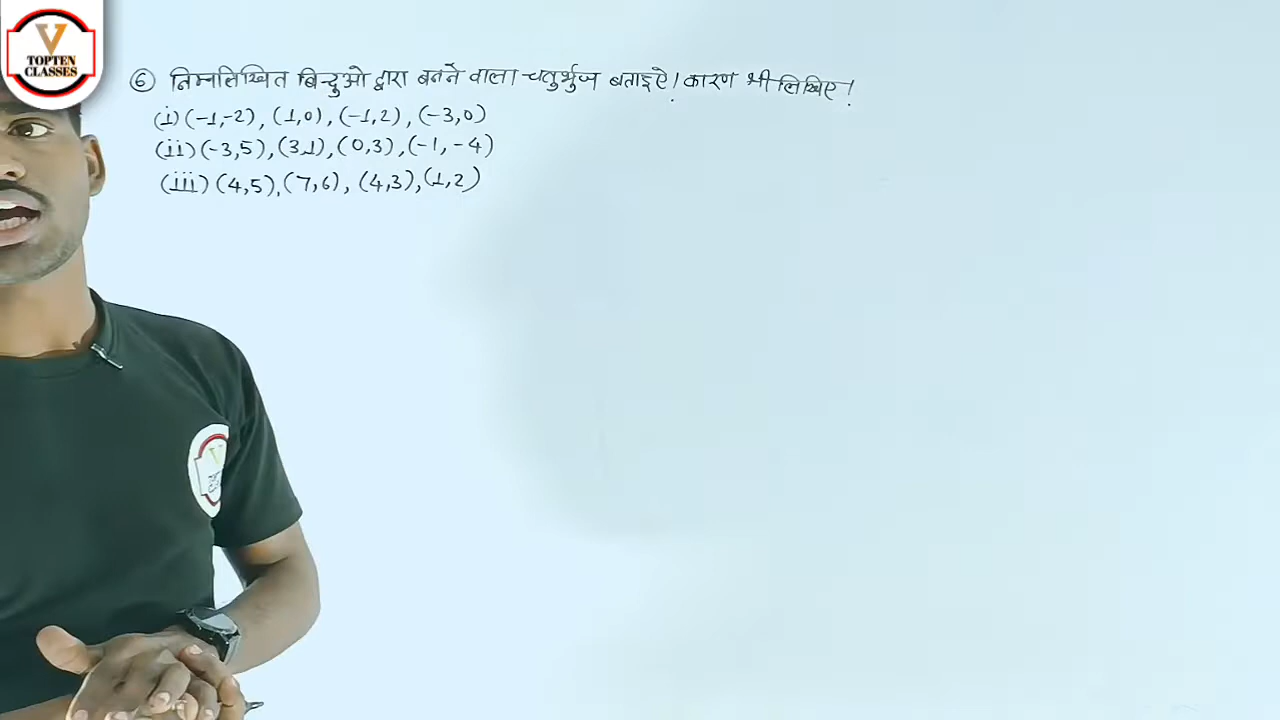 V
TOPTEN
CLASSES
⑥ निम्नलिखित बिन्दुओ द्वारा बनने वाला चतुर्भुज बताइऐ! कारण भी लिखिए!
(i) (-1,-2), (1,0), (-1,2), (-3,0)
(ii) (-3,5), (3,1), (0,3), (-1,-4)
(iii) (4,5), (7,6), (4,3), (1,2)